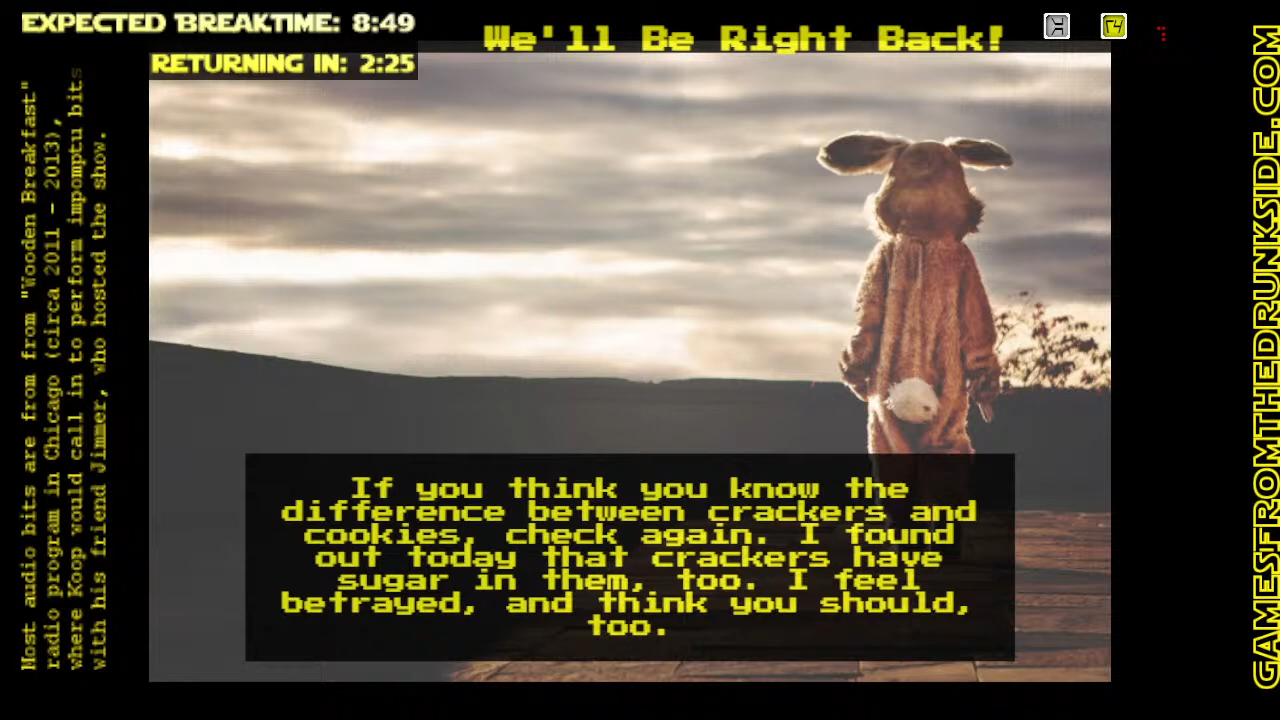 EXPECTED BREAKTIME: 8:49
We'll Be Right Back!
RETURNING IN: 2:25
Most audio bits are from from "Wooden Breakfast"
radio program in Chicago (circa 2011 - 2013),
where Koop would call in to perform impomptu bits
with his friend Jimmer, who hosted the show.
If you think you know the
difference between crackers and
cookies, check again. I found
out today that crackers have
sugar in them, too. I feel
betrayed, and think you should,
too.
GAMESFROMTHEDRUNKSIDE.COM